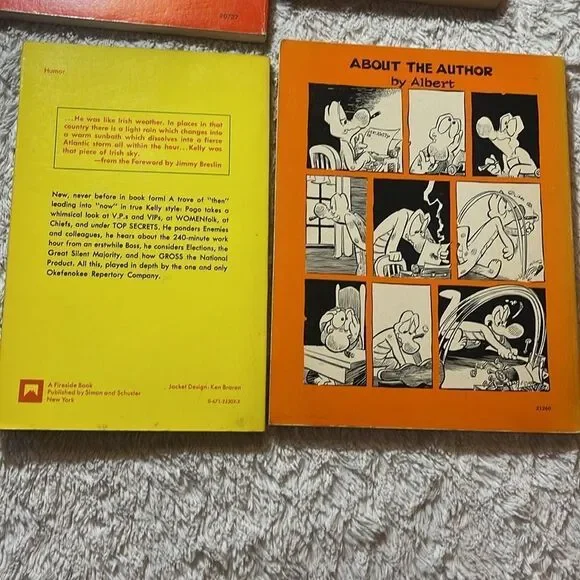 20727
Humor
...He was like Irish weather. In places in that
country there is a light rain which changes into
a warm sunbath which dissolves into a fierce
Atlantic storm all within the hour... Kelly was
that piece of Irish sky.
—from the Foreword by Jimmy Breslin
New, never before in book form! A trove of "then"
leading into "now" in true Kelly style: Pogo takes a
whimsical look at V.P.s and VIPs, at WOMENfolk, of
Chiefs, and under TOP SECRETS. He ponders Enemies
and colleagues, he hears about the 240-minute work
hour from an erstwhile Boss, he considers Elections, the
Great Silent Majority, and how GROSS the National
Product. All this, played in depth by the one and only
Okefenokee Repertory Company.
A Fireside Book
Published by Simon and Schuster
New York
Jacket Design: Ken Braren
ABOUT THE AUTHOR
by Albert
21260